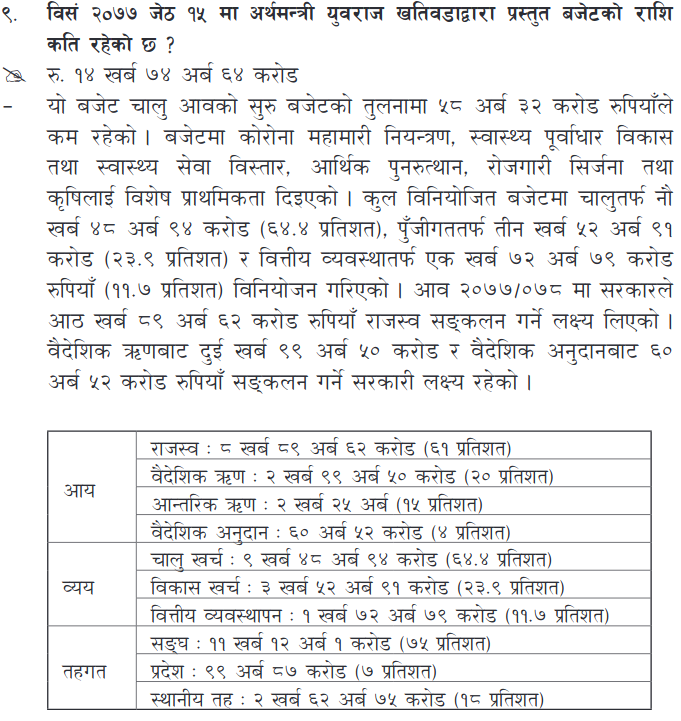 ९. विसं २०७७ जेठ १५ मा अर्थमन्त्री युवराज खतिवडाद्वारा प्रस्तुत बजेटको राशि
कति रहेको छ ?
रु. १४ खर्ब ७४ अर्ब ६४ करोड
– यो बजेट चालु आवको सुरु बजेटको तुलनामा ५८ अर्ब ३२ करोड रुपियाँले
कम रहेको । बजेटमा कोरोना महामारी नियन्त्रण, स्वास्थ्य पूर्वाधार विकास
तथा स्वास्थ्य सेवा विस्तार, आर्थिक पुनरुत्थान, रोजगारी सिर्जना तथा
कृषिलाई विशेष प्राथमिकता दिइएको । कुल विनियोजित बजेटमा चालुतर्फ नौ
खर्ब ४८ अर्ब ९४ करोड (६४.४ प्रतिशत), पुँजीगततर्फ तीन खर्ब ५२ अर्ब ९१
करोड (२३.९ प्रतिशत) र वित्तीय व्यवस्थातर्फ एक खर्ब ७२ अर्ब ७९ करोड
रुपियाँ (११.७ प्रतिशत) विनियोजन गरिएको । आव २०७७/०७८ मा सरकारले
आठ खर्ब ८९ अर्ब ६२ करोड रुपियाँ राजस्व सङ्कलन गर्ने लक्ष्य लिएको ।
वैदेशिक ऋणबाट दुई खर्ब ९९ अर्ब ५० करोड र वैदेशिक अनुदानबाट ६०
अर्ब ५२ करोड रुपियाँ सङ्कलन गर्ने सरकारी लक्ष्य रहेको ।
आय
राजस्व : ८ खर्ब ८९ अर्ब ६२ करोड (६१ प्रतिशत)
वैदेशिक ऋण : २ खर्ब ९९ अर्ब ५० करोड (२० प्रतिशत)
आन्तरिक ऋण : २ खर्ब २५ अर्ब (१५ प्रतिशत)
वैदेशिक अनुदान : ६० अर्ब ५२ करोड (४ प्रतिशत)
व्यय
चालु खर्च : ९ खर्ब ४८ अर्ब ९४ करोड (६४.४ प्रतिशत)
विकास खर्च : ३ खर्ब ५२ अर्ब ९१ करोड (२३.९ प्रतिशत)
वित्तीय व्यवस्थापन : १ खर्ब ७२ अर्ब ७९ करोड (११.७ प्रतिशत)
तहगत
सङ्घ : ११ खर्ब १२ अर्ब १ करोड (७५ प्रतिशत)
प्रदेश : ९९ अर्ब ८७ करोड (७ प्रतिशत)
स्थानीय तह : २ खर्ब ६२ अर्ब ७५ करोड (१८ प्रतिशत)